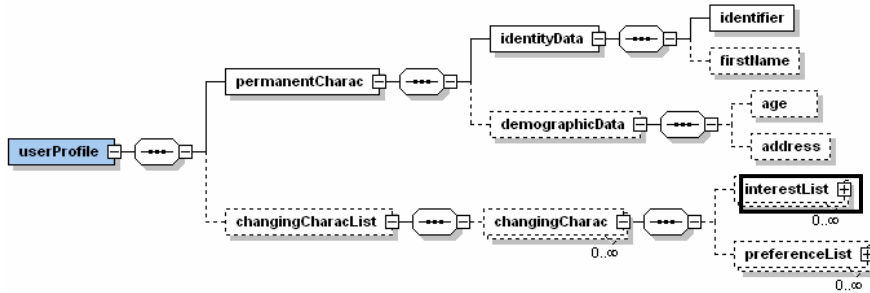 identifier
identityData
firstName
permanentCharac
age
demographicData
address
userProfile
interestList
0..∞
changingCharacList
changingCharac
0..∞
preferenceList
0..∞